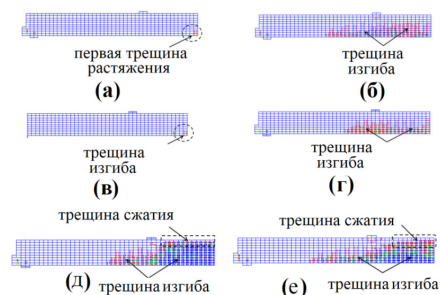 первая трещина
растяжения
(а)
трещина
изгиба
(б)
трещина
изгиба
(в)
трещина
изгиба
(г)
трещина сжатия
(д)
трещина изгиба
трещина сжатия
(е)
трещина изгиба